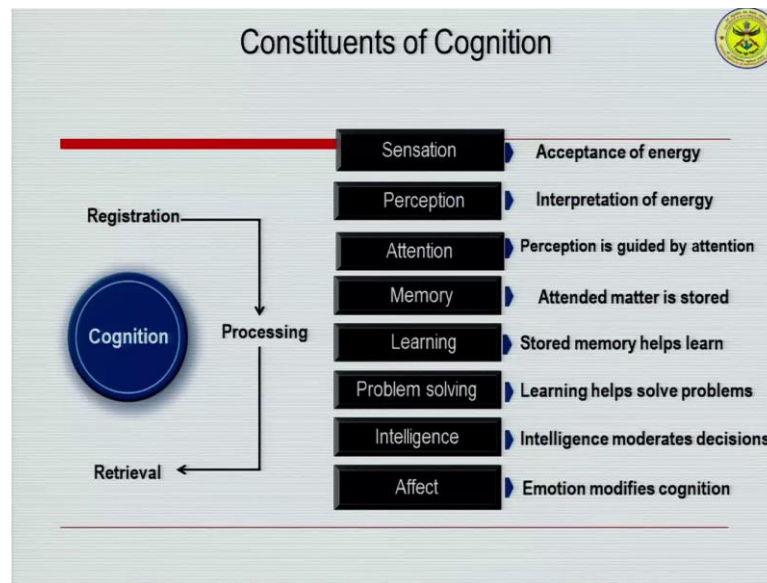 Constituents of Cognition
Registration
Cognition
Processing
Retrieval
Sensation
Acceptance of energy
Perception
Interpretation of energy
Attention
Perception is guided by attention
Memory
Attended matter is stored
Learning
Stored memory helps learn
Problem solving
Learning helps solve problems
Intelligence
Intelligence moderates decisions
Affect
Emotion modifies cognition